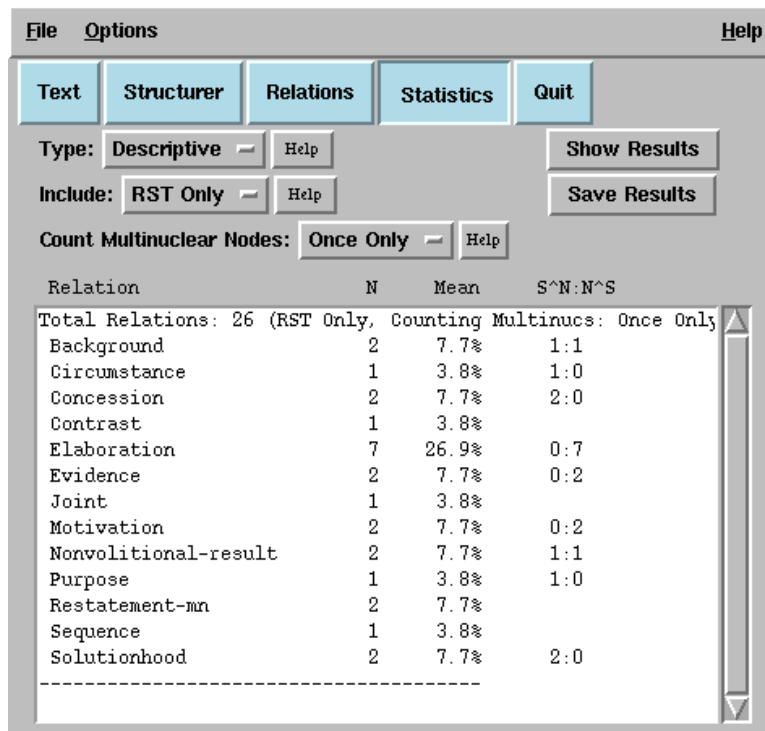 File Options Help
Text Structurer Relations Statistics Quit
Type: Descriptive Help Show Results
Include: RST Only Help Save Results
Count Multinuclear Nodes: Once Only Help
Relation N Mean S^N:N^S
Total Relations: 26 (RST Only, Counting Multinucs: Once Only
Background 2 7.7% 1:1
Circumstance 1 3.8% 1:0
Concession 2 7.7% 2:0
Contrast 1 3.8%
Elaboration 7 26.9% 0:7
Evidence 2 7.7% 0:2
Joint 1 3.8%
Motivation 2 7.7% 0:2
Nonvolitional-result 2 7.7% 1:1
Purpose 1 3.8% 1:0
Restatement-mn 2 7.7%
Sequence 1 3.8%
Solutionhood 2 7.7% 2:0
----------------------------------------